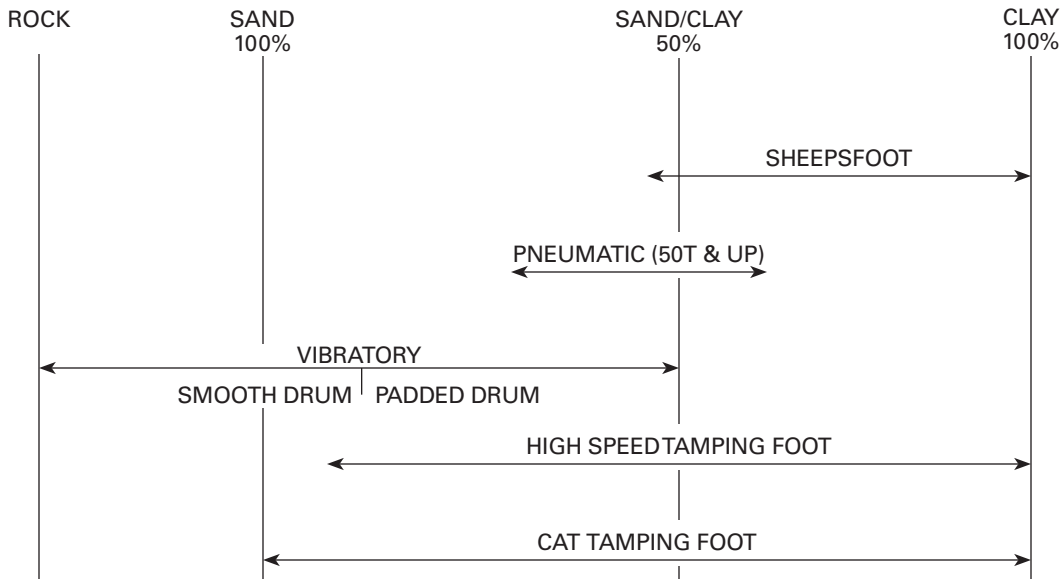 ROCK
SAND
100%
SAND/CLAY
50%
CLAY
100%
SHEEPSFOOT
PNEUMATIC (50T & UP)
VIBRATORY
SMOOTH DRUM
PADDED DRUM
HIGH SPEED TAMPING FOOT
CAT TAMPING FOOT